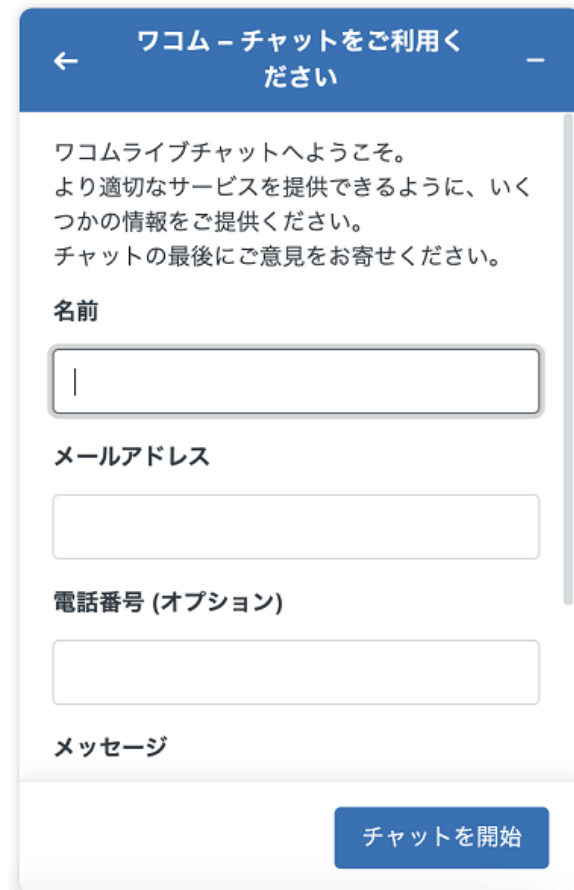 ワコム – チャットをご利用く
ださい
ワコムライブチャットへようこそ。
より適切なサービスを提供できるように、いく
つかの情報をご提供ください。
チャットの最後にご意見をお寄せください。
名前
メールアドレス
電話番号 (オプション)
メッセージ
チャットを開始